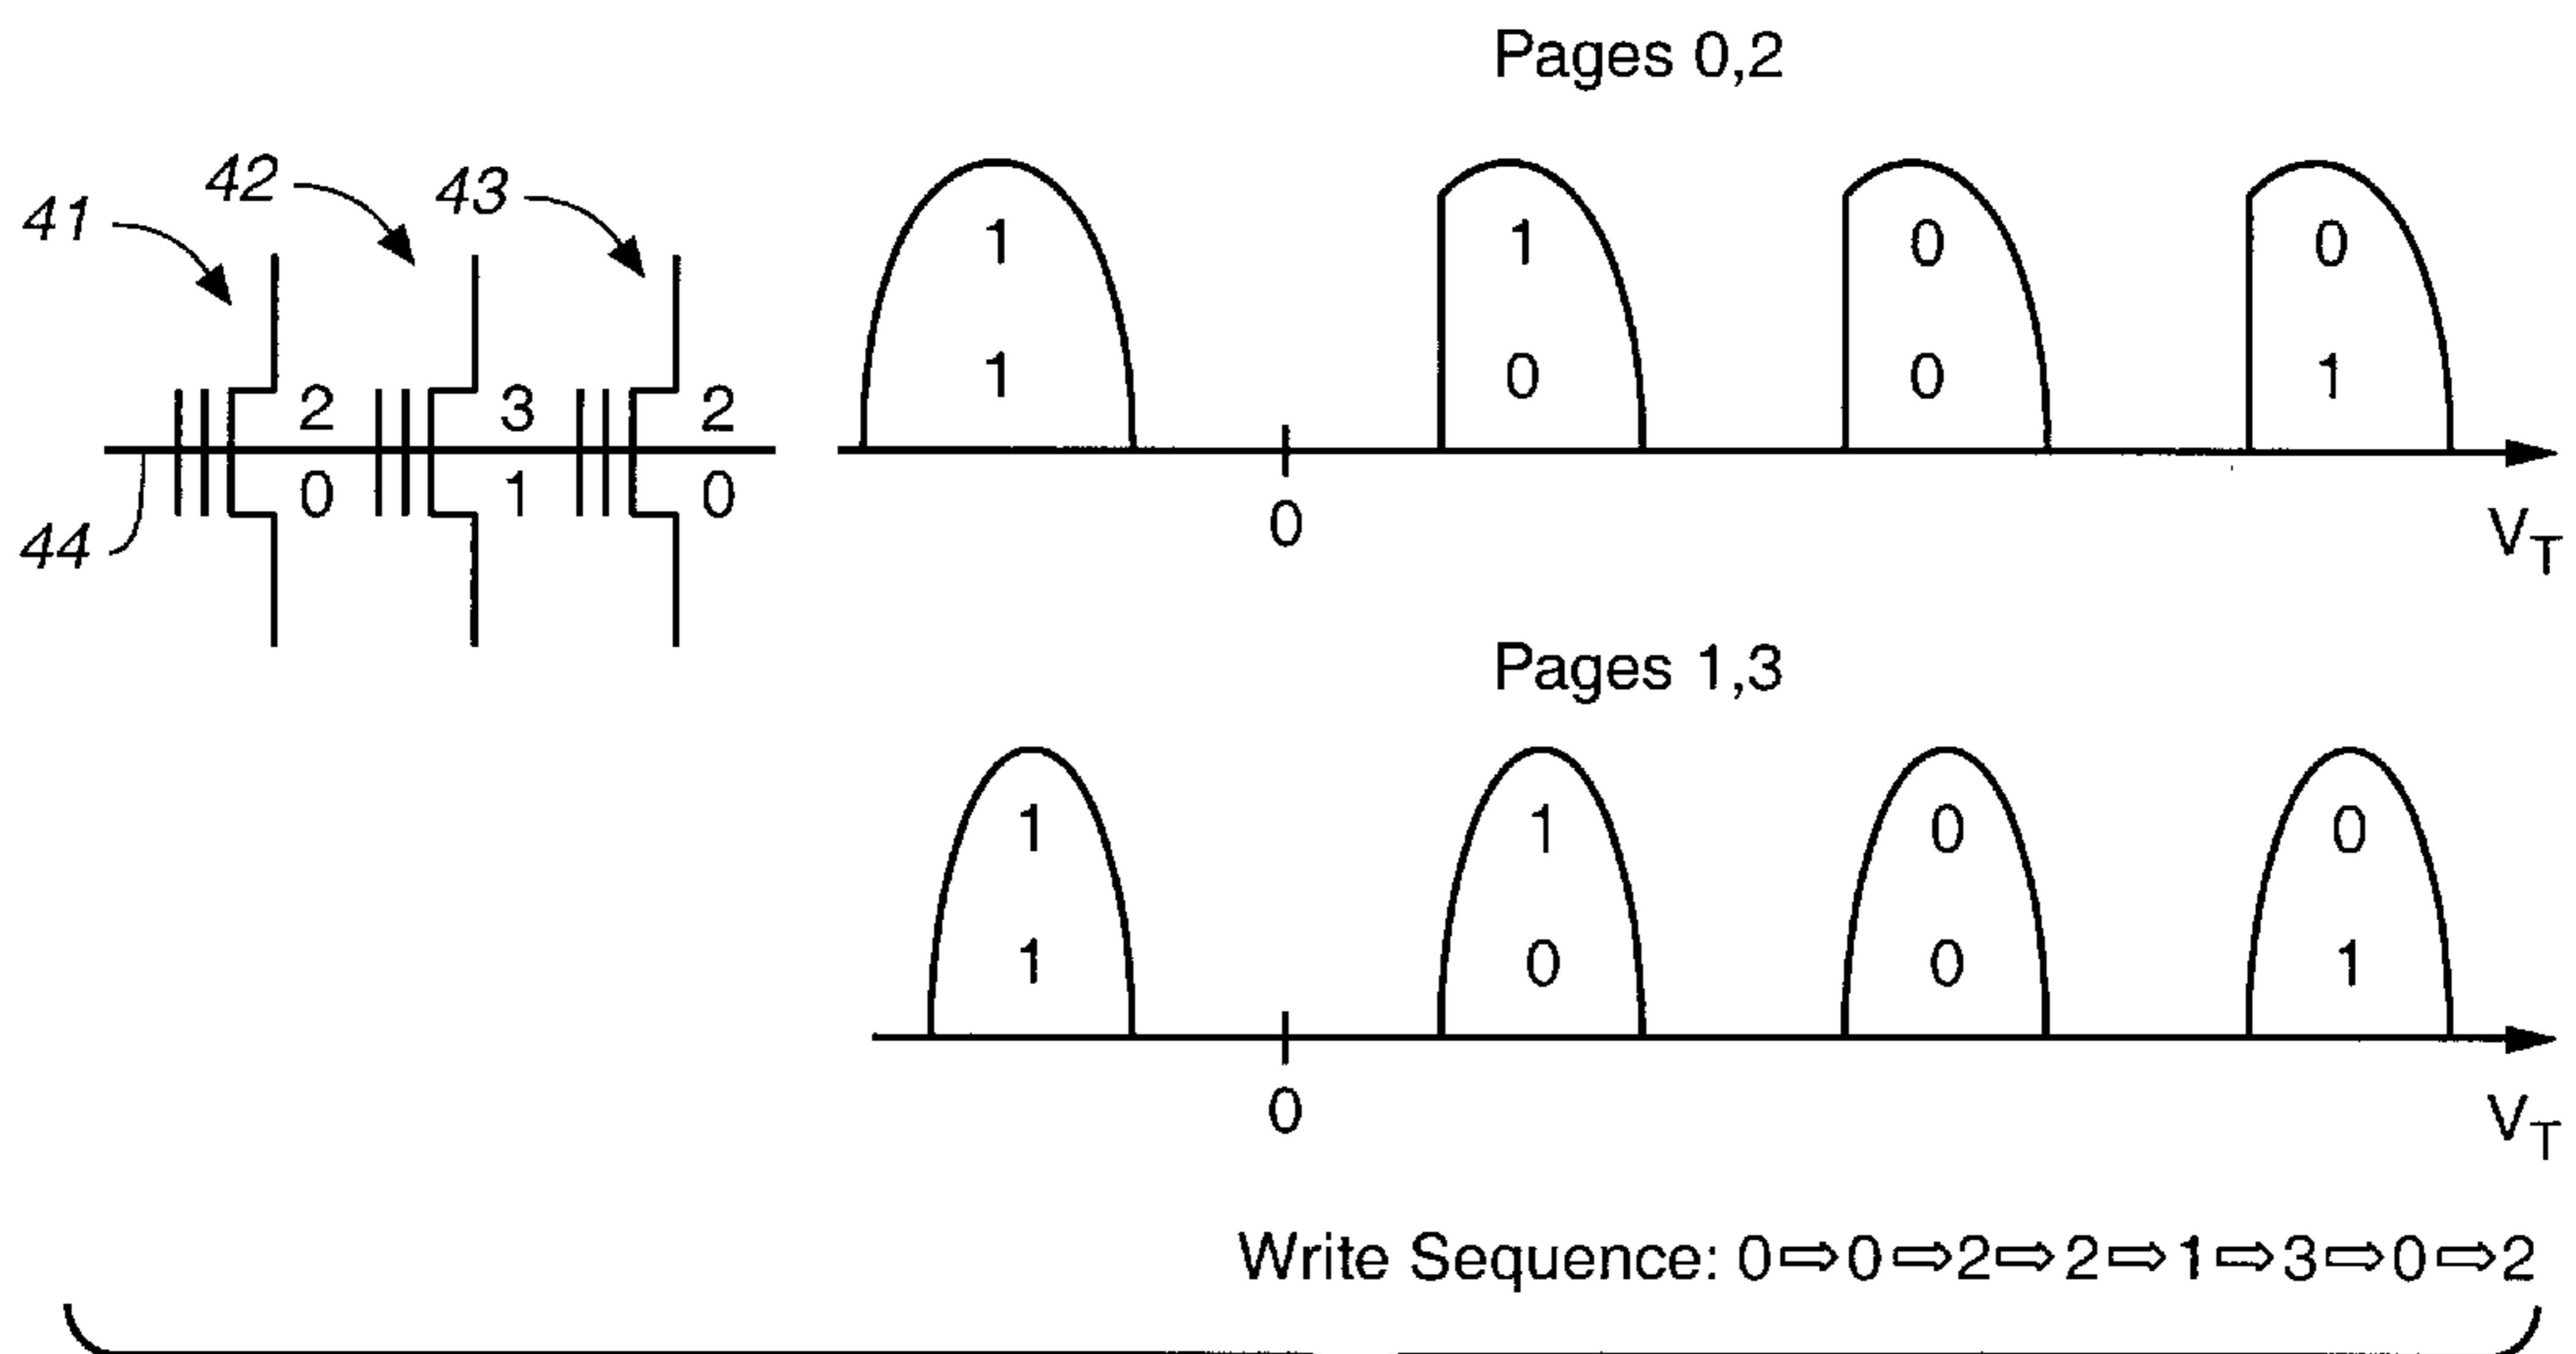 Pages 0,2
41 42 43
2 3 2
0 1 0
44
1 1 0 0
1 0 0 1
0
VT
Pages 1,3
1 1 0 0
1 0 0 1
0
VT
Write Sequence: 0⇨0⇨2⇨2⇨1⇨3⇨0⇨2